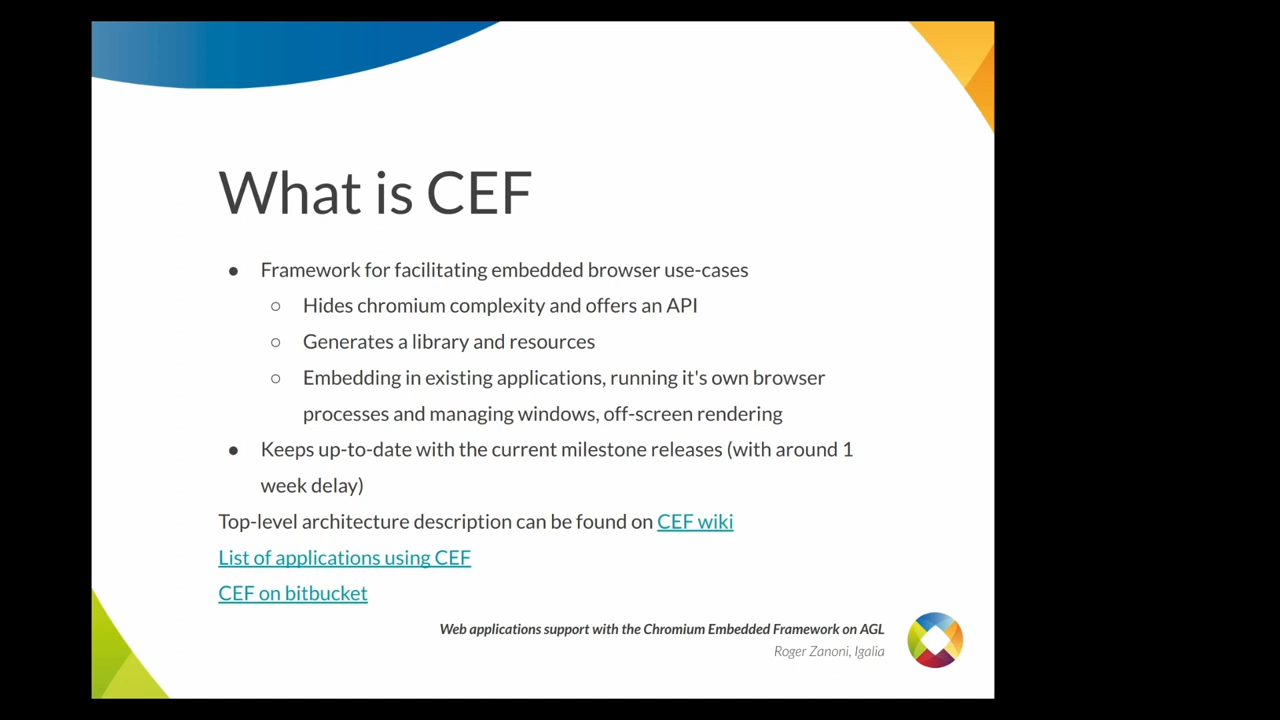 What is CEF
● Framework for facilitating embedded browser use-cases
○ Hides chromium complexity and offers an API
○ Generates a library and resources
○ Embedding in existing applications, running it's own browser
processes and managing windows, off-screen rendering
● Keeps up-to-date with the current milestone releases (with around 1
week delay)
Top-level architecture description can be found on CEF wiki
List of applications using CEF
CEF on bitbucket
Web applications support with the Chromium Embedded Framework on AGL
Roger Zanoni, Igalia